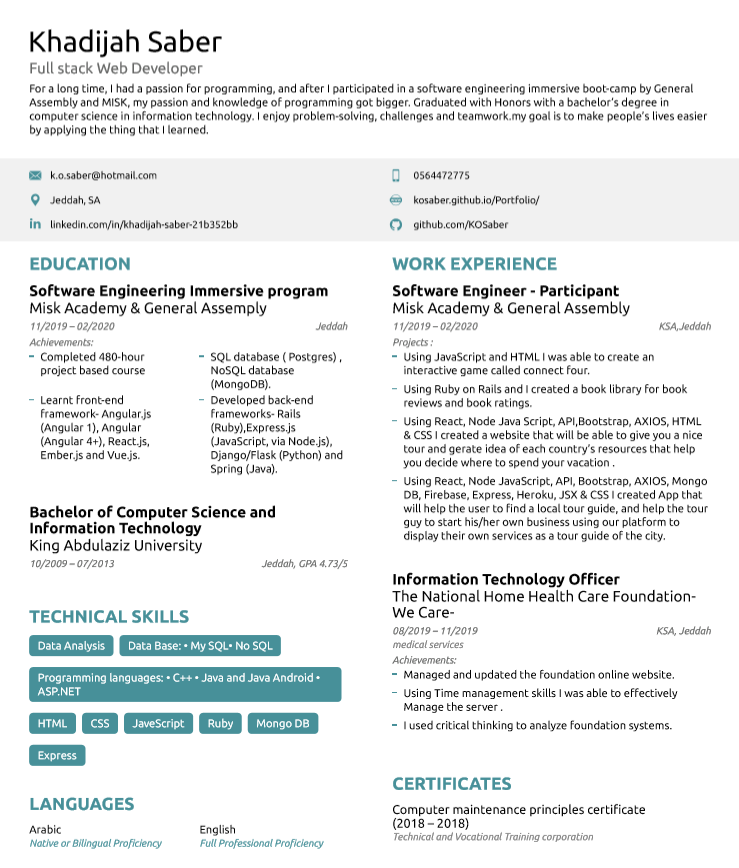 Khadijah Saber
Full stack Web Developer
For a long time, I had a passion for programming, and after I participated in a software engineering immersive boot-camp by General
Assembly and MISK, my passion and knowledge of programming got bigger. Graduated with Honors with a bachelor's degree in
computer science in information technology. I enjoy problem-solving, challenges and teamwork.my goal is to make people's lives easier
by applying the thing that I learned.
k.o.saber@hotmail.com
0564472775
Jeddah, SA
kosaber.github.io/Portfolio/
linkedin.com/in/khadijah-saber-21b352bb
github.com/KOSaber
EDUCATION
Software Engineering Immersive program
Misk Academy & General Assemply
11/2019 – 02/2020
Jeddah
Achievements:
– Completed 480-hour
project based course
– SQL database ( Postgres) ,
NoSQL database
(MongoDB).
– Learnt front-end
framework- Angular.js
(Angular 1), Angular
(Angular 4+), React.js,
Ember.js and Vue.js.
– Developed back-end
frameworks- Rails
(Ruby),Express.js
(JavaScript, via Node.js),
Django/Flask (Python) and
Spring (Java).
Bachelor of Computer Science and
Information Technology
King Abdulaziz University
10/2009 – 07/2013
Jeddah, GPA 4.73/5
TECHNICAL SKILLS
Data Analysis
Data Base: • My SQL• No SQL
Programming languages: • C++ • Java and Java Android •
ASP.NET
HTML
CSS
JaveScript
Ruby
Mongo DB
Express
LANGUAGES
Arabic
Native or Bilingual Proficiency
English
Full Professional Proficiency
WORK EXPERIENCE
Software Engineer - Participant
Misk Academy & General Assembly
11/2019 – 02/2020
KSA,Jeddah
Projects :
– Using JavaScript and HTML I was able to create an
interactive game called connect four.
– Using Ruby on Rails and I created a book library for book
reviews and book ratings.
– Using React, Node Java Script, API,Bootstrap, AXIOS, HTML
& CSS I created a website that will be able to give you a nice
tour and gerate idea of each country's resources that help
you decide where to spend your vacation .
– Using React, Node JavaScript, API, Bootstrap, AXIOS, Mongo
DB, Firebase, Express, Heroku, JSX & CSS I created App that
will help the user to find a local tour guide, and help the tour
guy to start his/her own business using our platform to
display their own services as a tour guide of the city.
Information Technology Officer
The National Home Health Care Foundation-
We Care-
08/2019 – 11/2019
KSA, Jeddah
medical services
Achievements:
– Managed and updated the foundation online website.
– Using Time management skills I was able to effectively
Manage the server .
– I used critical thinking to analyze foundation systems.
CERTIFICATES
Computer maintenance principles certificate
(2018 – 2018)
Technical and Vocational Training corporation